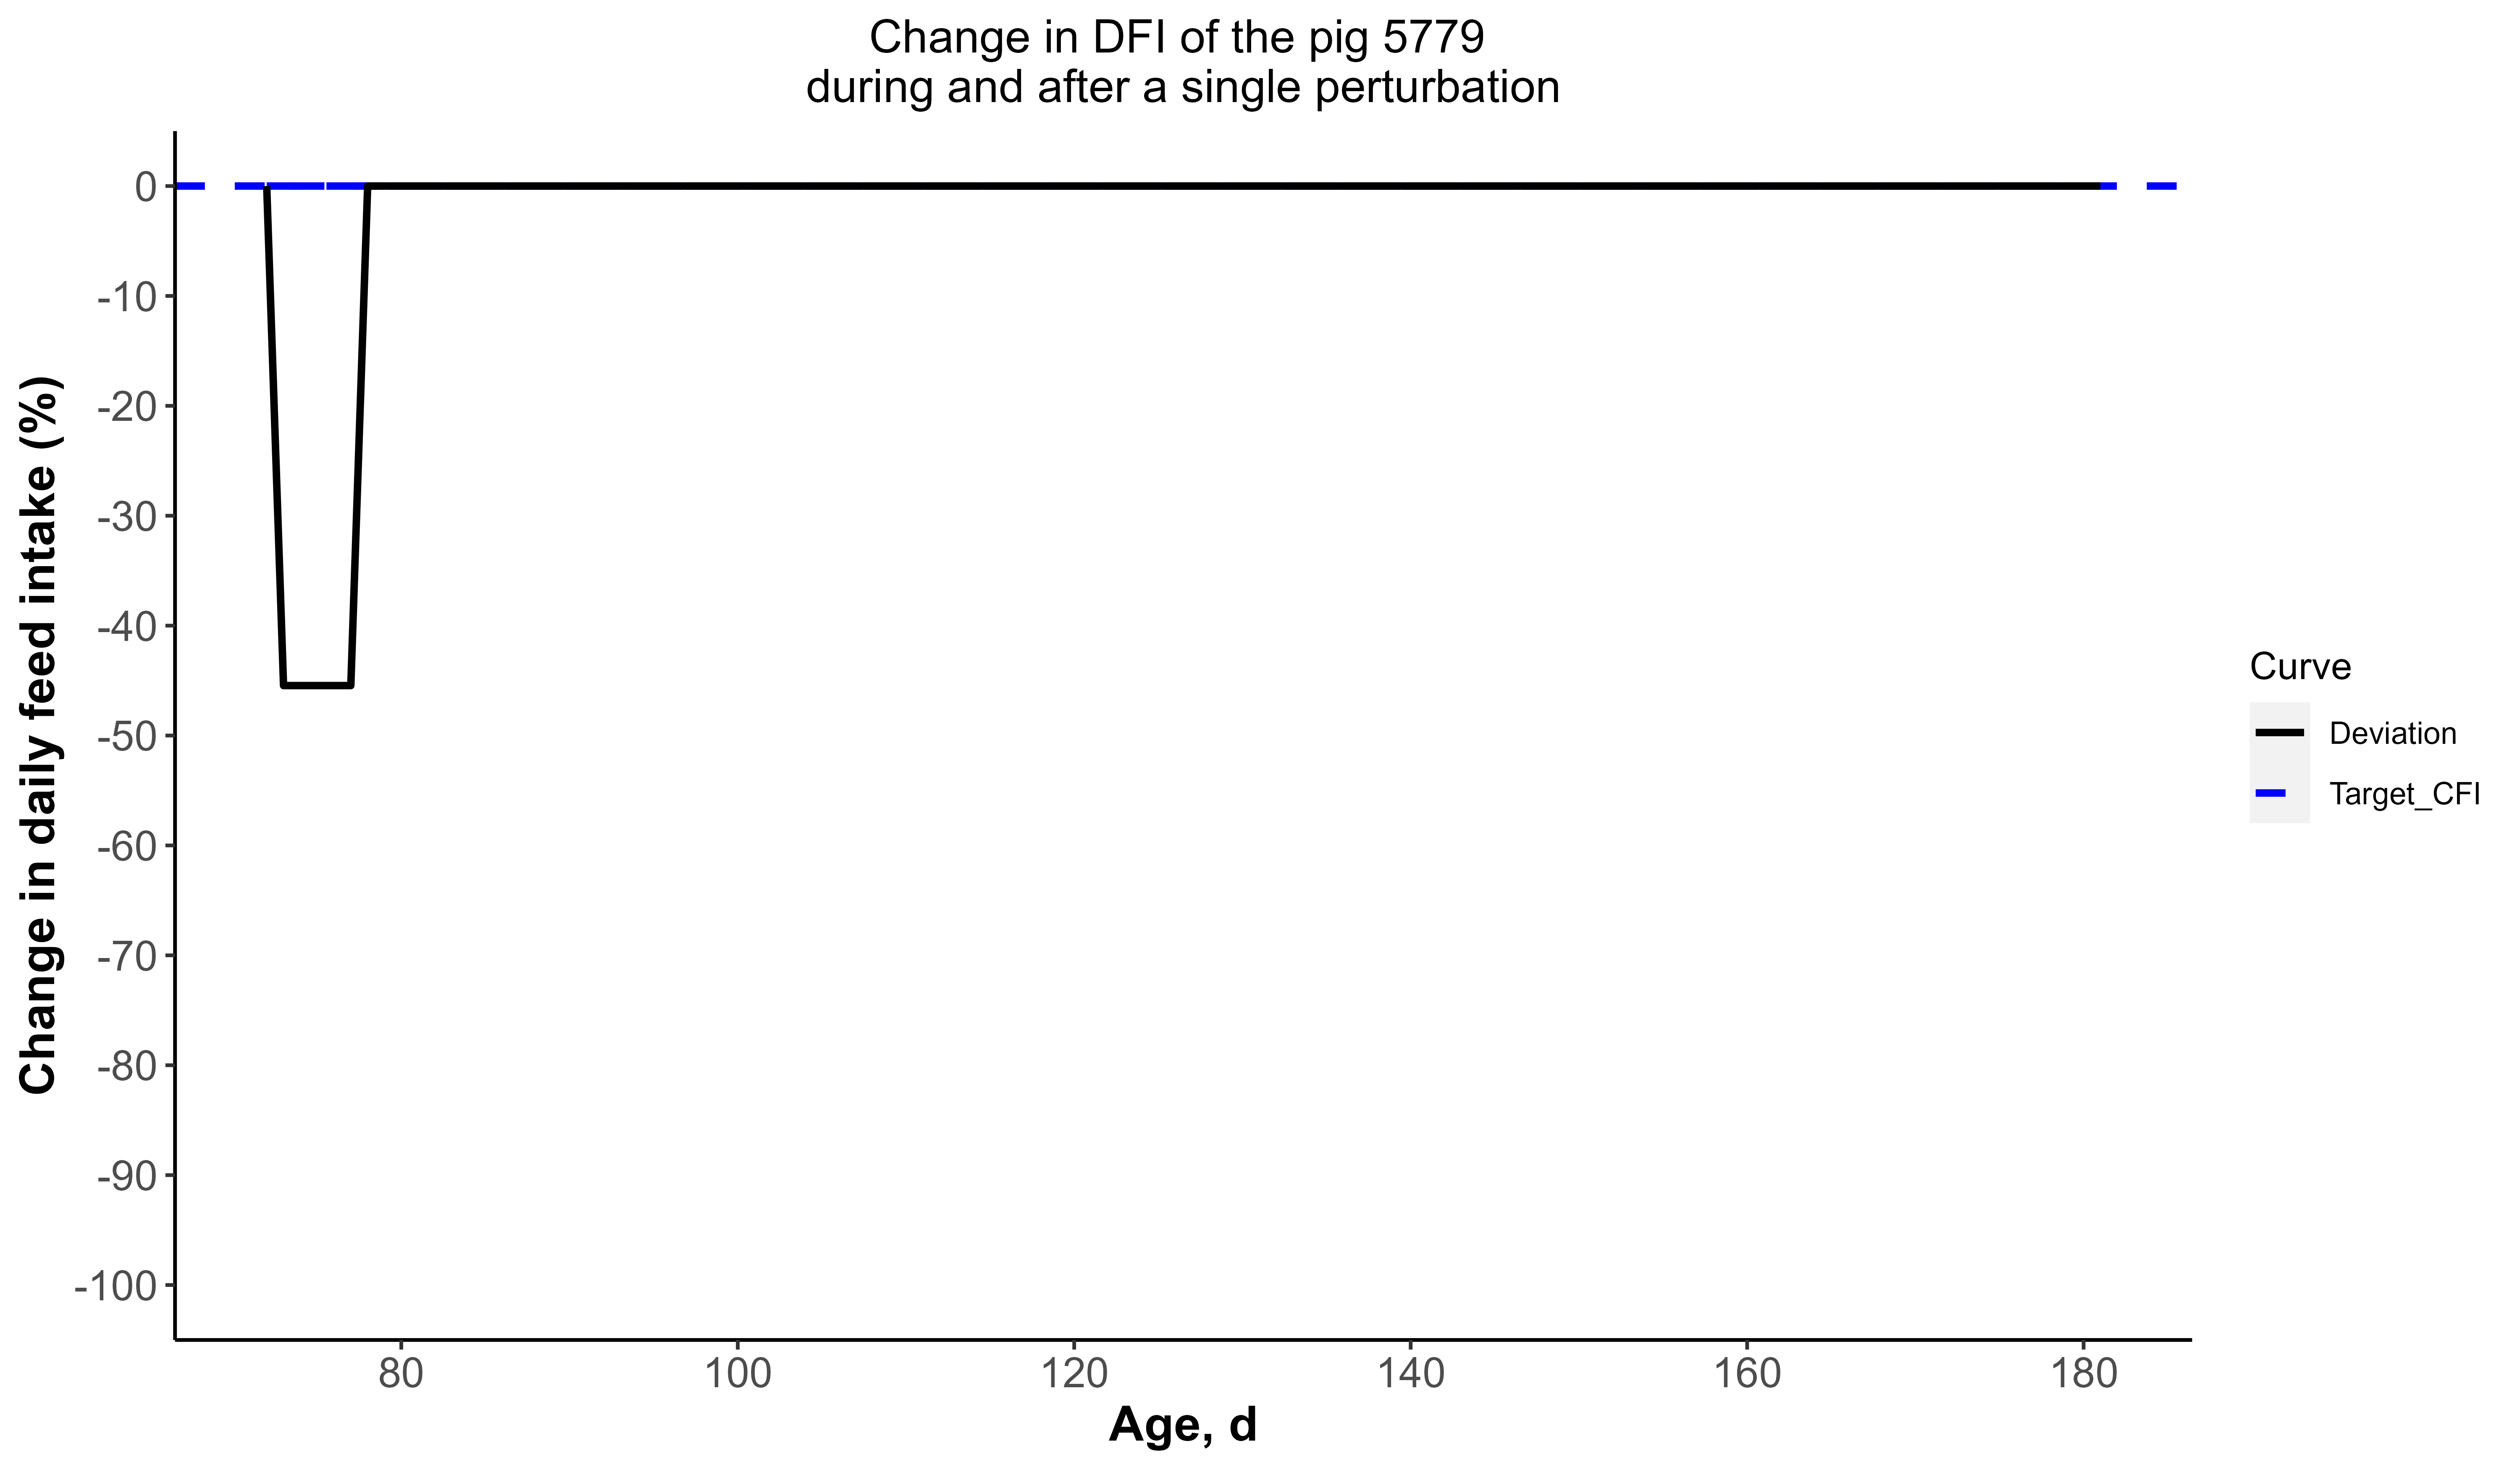 Change in DFI of the pig 5779
during and after a single perturbation
Change in daily feed intake (%)
0
-10
-20
-30
-40
-50
-60
-70
-80
-90
-100
80
100
120
140
160
180
Age, d
Curve
Deviation
Target_CFI